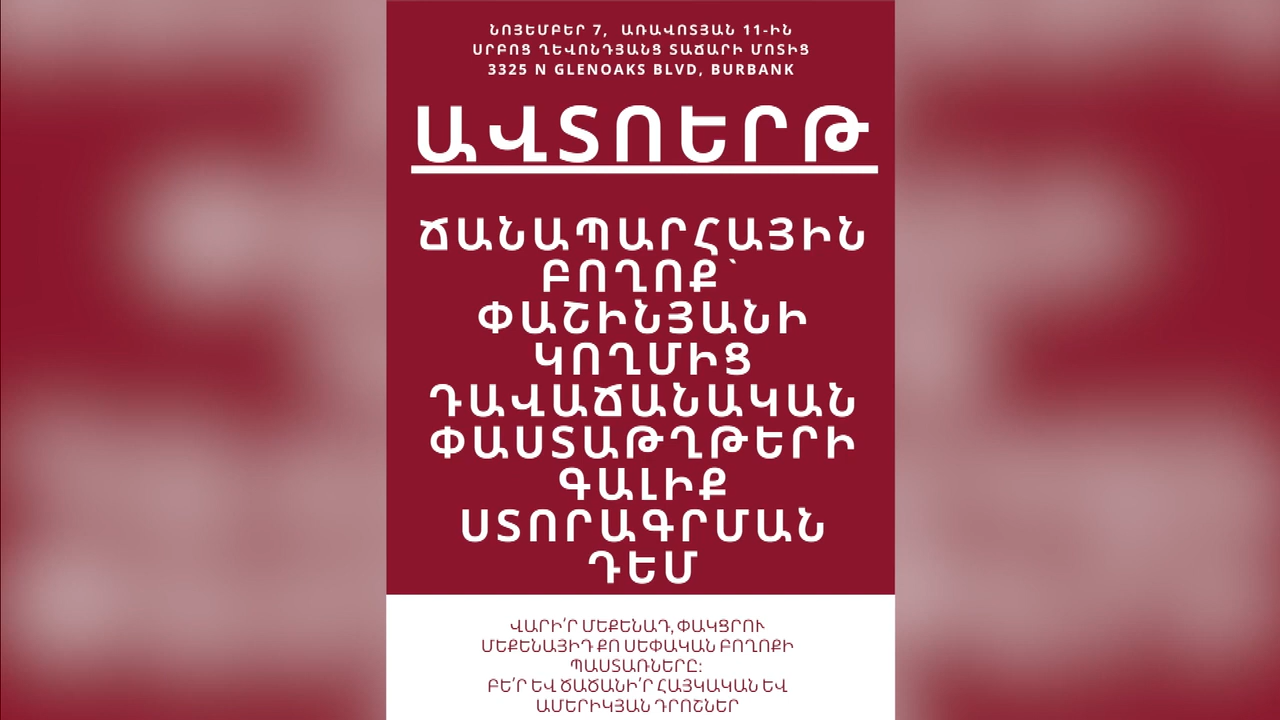 ՆՈՅԵՄԲԵՐ 7, ԱՌԱՎՈՏՅԱՆ 11-ԻՆ
ՍՐԲՈՑ ՂԵՎՈՆԴՅԱՆՑ ՏԱՃԱՐԻ ՄՈՏԻՑ
3325 N GLENOAKS BLVD, BURBANK
ԱՎՏՈԵՐԹ
ՃԱՆԱՊԱՐՀԱՅԻՆ
ԲՈՂՈՔ՝
ՓԱՇԻՆՅԱՆԻ
ԿՈՂՄԻՑ
ԴԱՎԱՃԱՆԱԿԱՆ
ՓԱՍՏԱԹՂԹԵՐԻ
ԳԱԼԻՔ
ՍՏՈՐԱԳՐՄԱՆ
ԴԵՄ
ՎԱՐԻ՛Ր ՄԵՔԵՆԱԴ, ՓԱԿՑՐՈՒ
ՄԵՔԵՆԱՅԻԴ ՔՈ ՍԵՓԱԿԱՆ ԲՈՂՈՔԻ
ՊԱՍՏԱՌՆԵՐԸ:
ԲԵ՛Ր ԵՎ ԾԱԾԱՆԻ՛Ր ՀԱՅԿԱԿԱՆ ԵՎ
ԱՄԵՐԻԿՅԱՆ ԴՐՈՇՆԵՐ